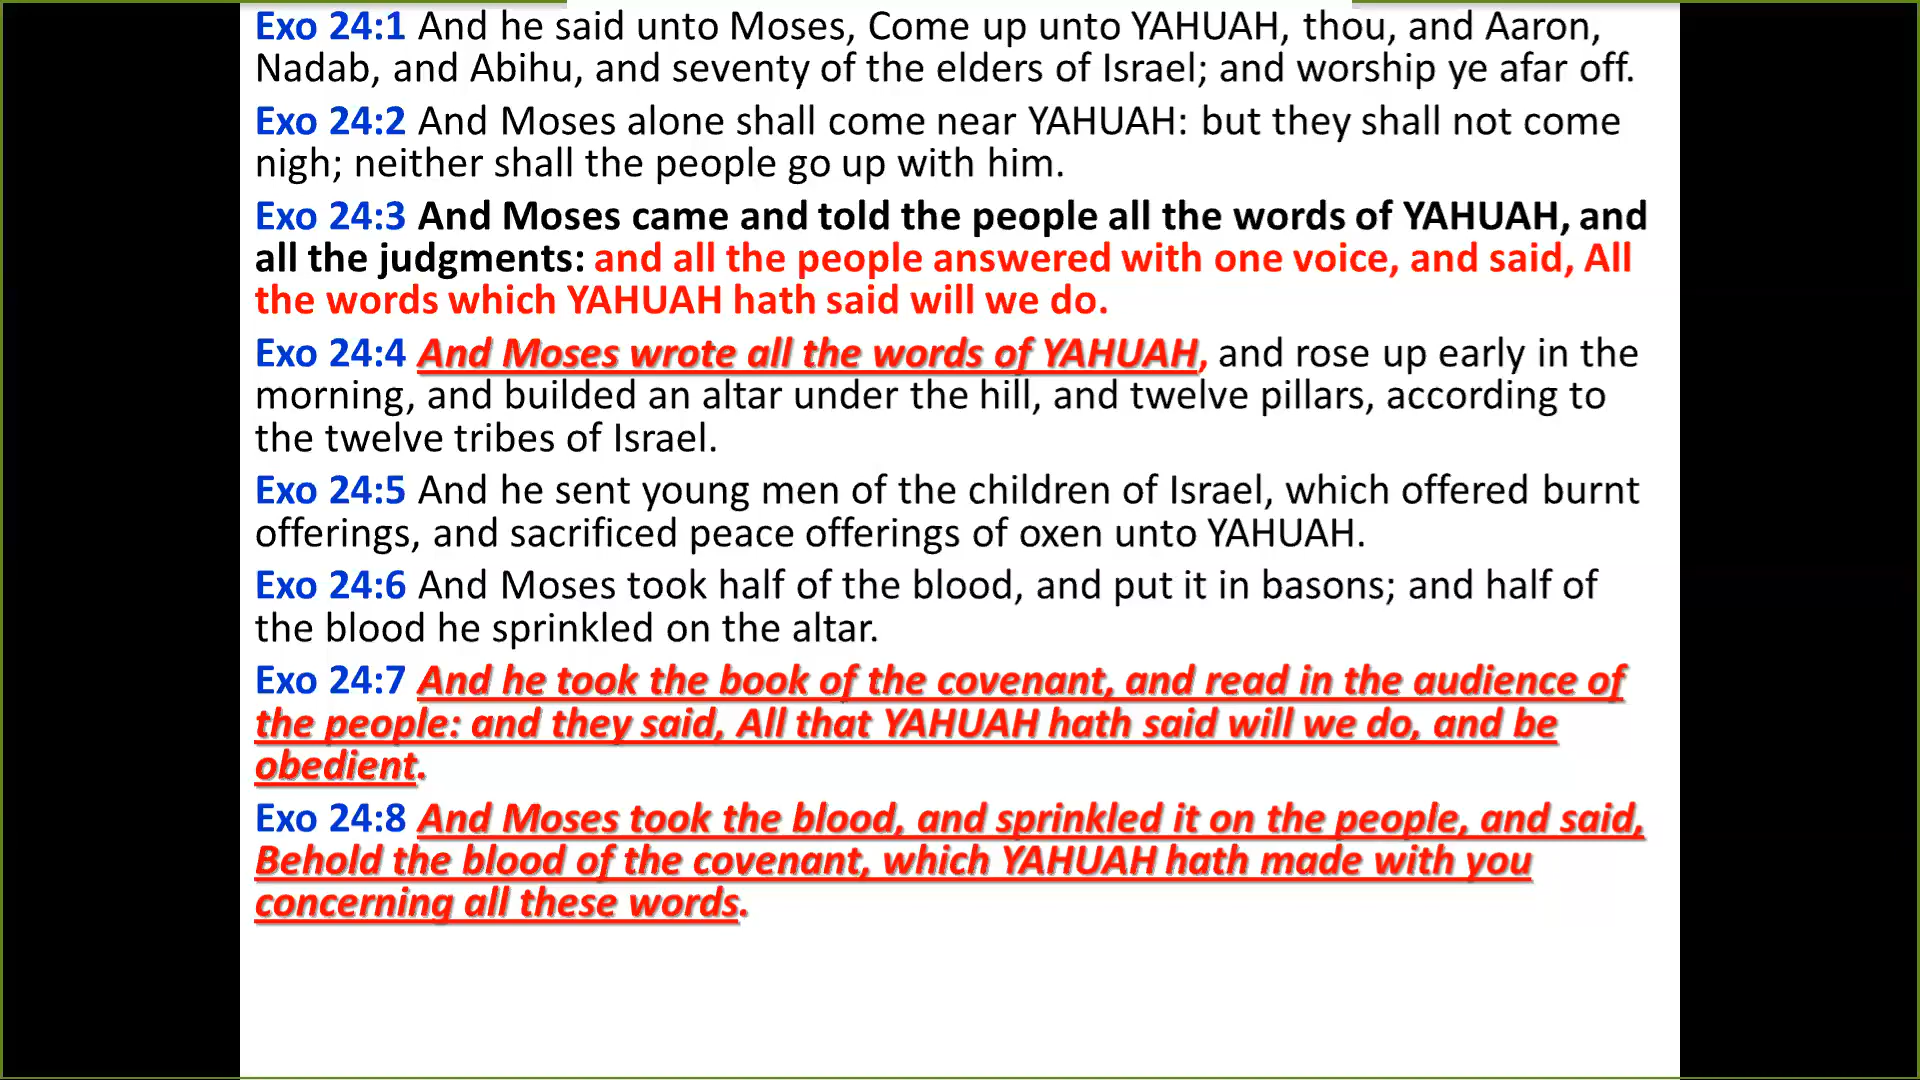 Exo 24:1 And he said unto Moses, Come up unto YAHUAH, thou, and Aaron,
Nadab, and Abihu, and seventy of the elders of Israel; and worship ye afar off.
Exo 24:2 And Moses alone shall come near YAHUAH: but they shall not come
nigh; neither shall the people go up with him.
Exo 24:3 And Moses came and told the people all the words of YAHUAH, and
all the judgments: and all the people answered with one voice, and said, All
the words which YAHUAH hath said will we do.
Exo 24:4 And Moses wrote all the words of YAHUAH, and rose up early in the
morning, and builded an altar under the hill, and twelve pillars, according to
the twelve tribes of Israel.
Exo 24:5 And he sent young men of the children of Israel, which offered burnt
offerings, and sacrificed peace offerings of oxen unto YAHUAH.
Exo 24:6 And Moses took half of the blood, and put it in basons; and half of
the blood he sprinkled on the altar.
Exo 24:7 And he took the book of the covenant, and read in the audience of
the people: and they said, All that YAHUAH hath said will we do, and be
obedient.
Exo 24:8 And Moses took the blood, and sprinkled it on the people, and said,
Behold the blood of the covenant, which YAHUAH hath made with you
concerning all these words.